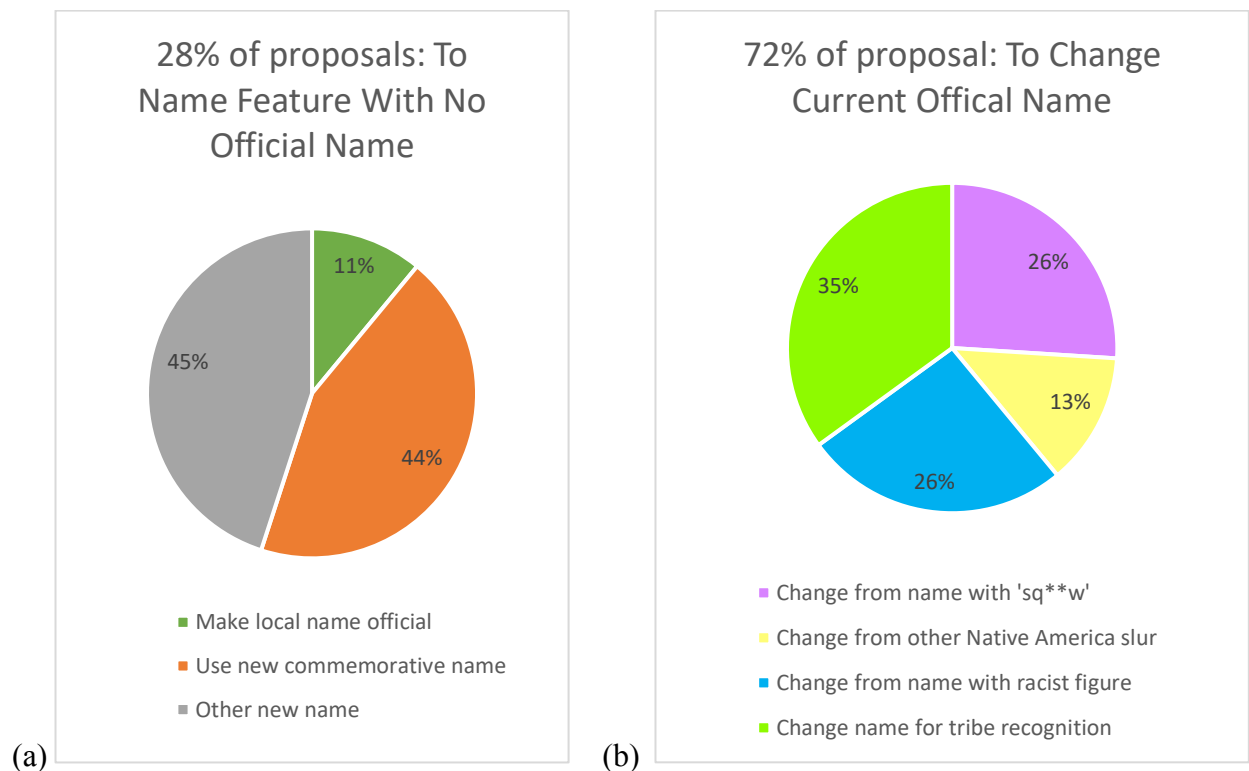 28% of proposals: To
Name Feature With No
Official Name
11%
45%
44%
Make local name official
Use new commemorative name
Other new name
(a)
72% of proposal: To Change
Current Offical Name
26%
35%
13%
26%
Change from name with 'sq**w'
Change from other Native America slur
Change from name with racist figure
Change name for tribe recognition
(b)